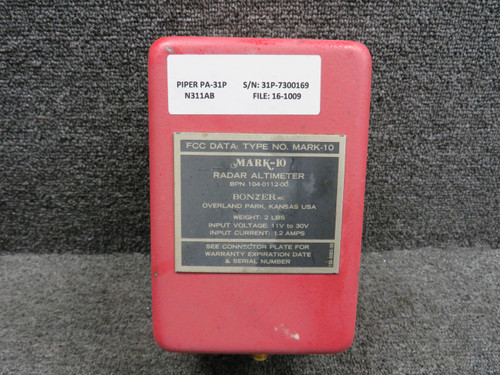 PIPER PA-31P S/N: 31P-7300169
N311AB FILE: 16-1009
FCC DATA: TYPE NO. MARK-10
MARK-10
RADAR ALTIMETER
BPN 104-0112-00
BONZER INC.
OVERLAND PARK, KANSAS USA
WEIGHT: 2 LBS
INPUT VOLTAGE: 11V to 30V
INPUT CURRENT: 1.2 AMPS
SEE CONNECTOR PLATE FOR
WARRANTY EXPIRATION DATE
& SERIAL NUMBER